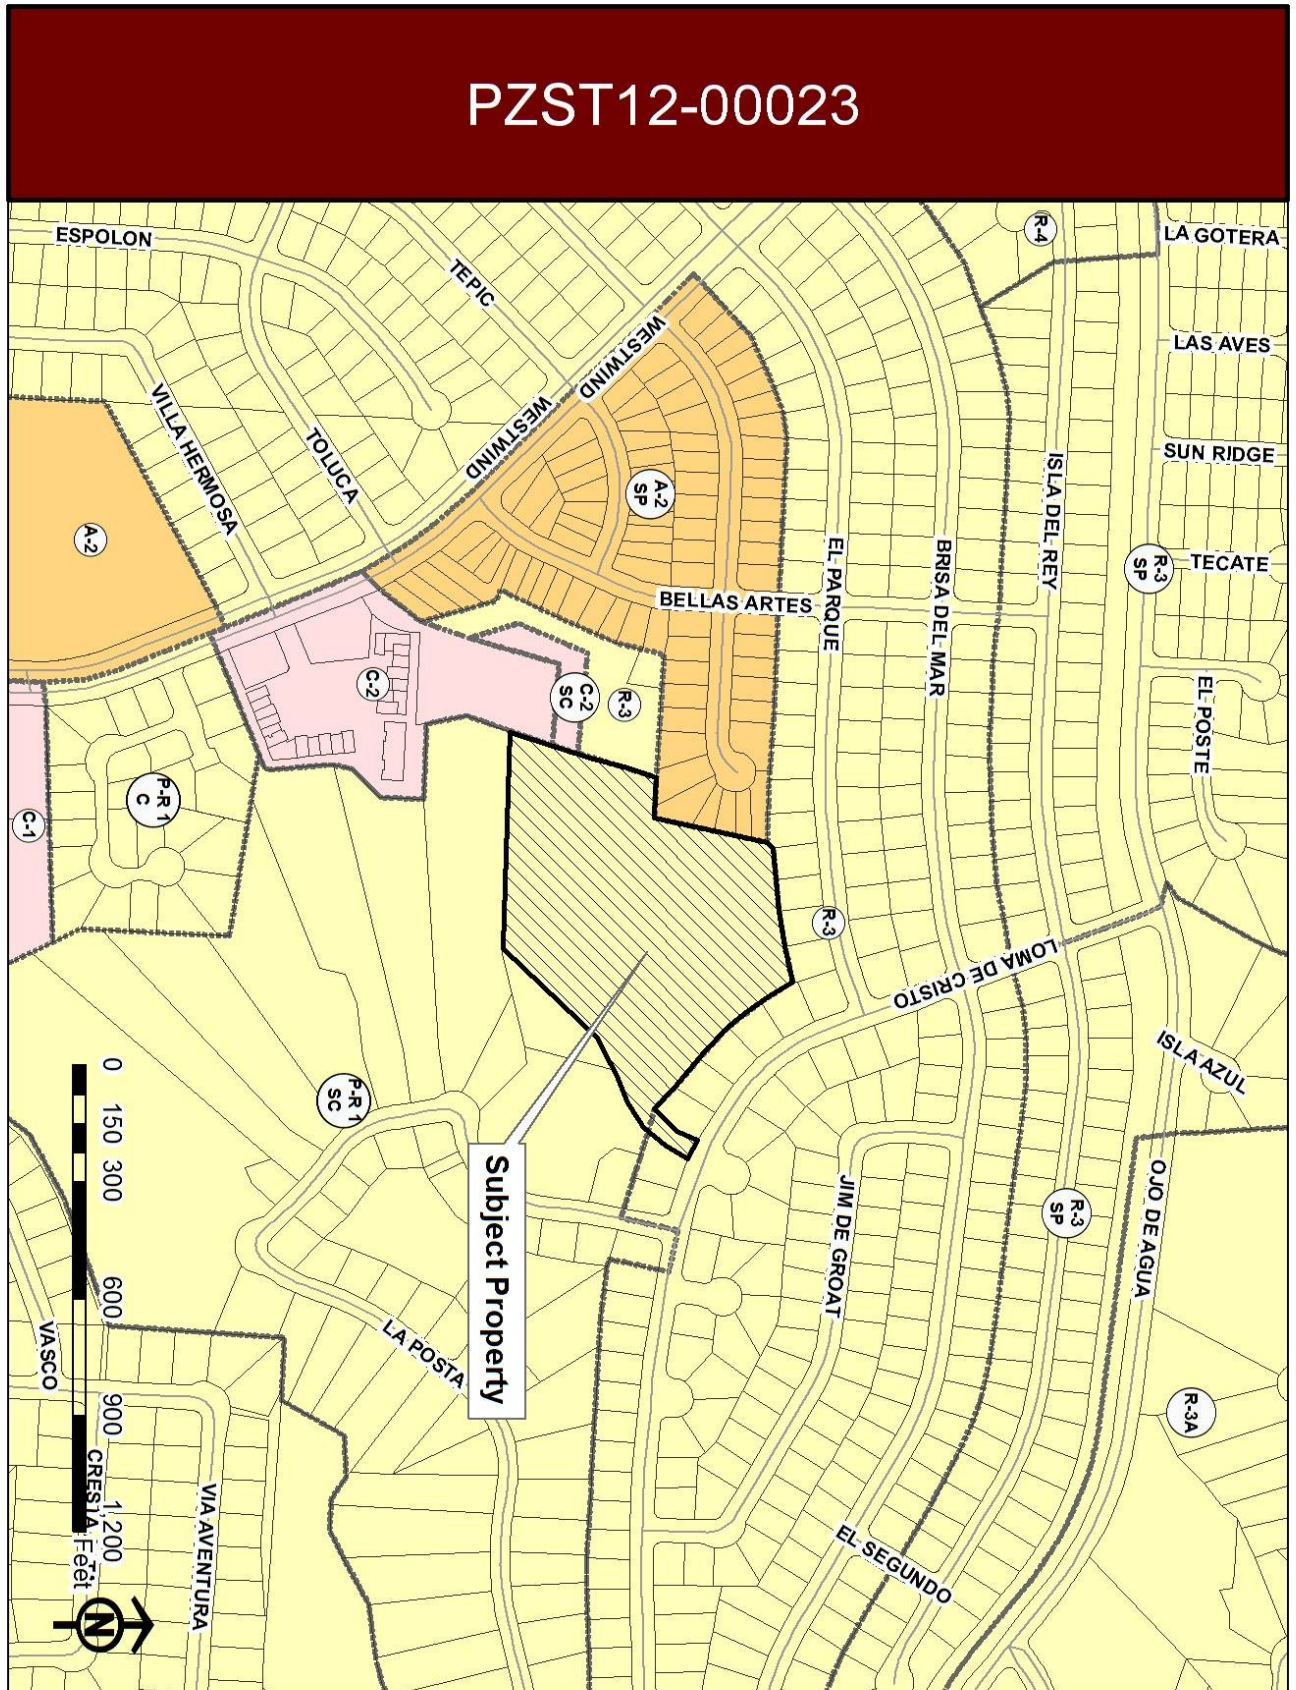 PZST12-00023
ESPOLON
TEPIC
R-4
LA GOTERA
WESTWIND
LAS AVES
WESTWIND
VILLA HERMOSA
TOLUCA
SUN RIDGE
ISLA DEL REY
A-2
SP
A-2
EL PARQUE
BRISA DEL MAR
R-3
SP
TECATE
BELLAS ARTES
C-2
C-2
SC
R-3
EL POSTE
P-R 1
C
C-1
R-3
LOMA DE CRISTO
ISLA AZUL
P-R 1
SC
Subject Property
JIM DE GROAT
R-3
SP
OJO DE AGUA
LA POSTA
VASCO
R-3A
VIA AVENTURA
EL SEGUNDO
0 150 300 600 900 1,200
Feet
N